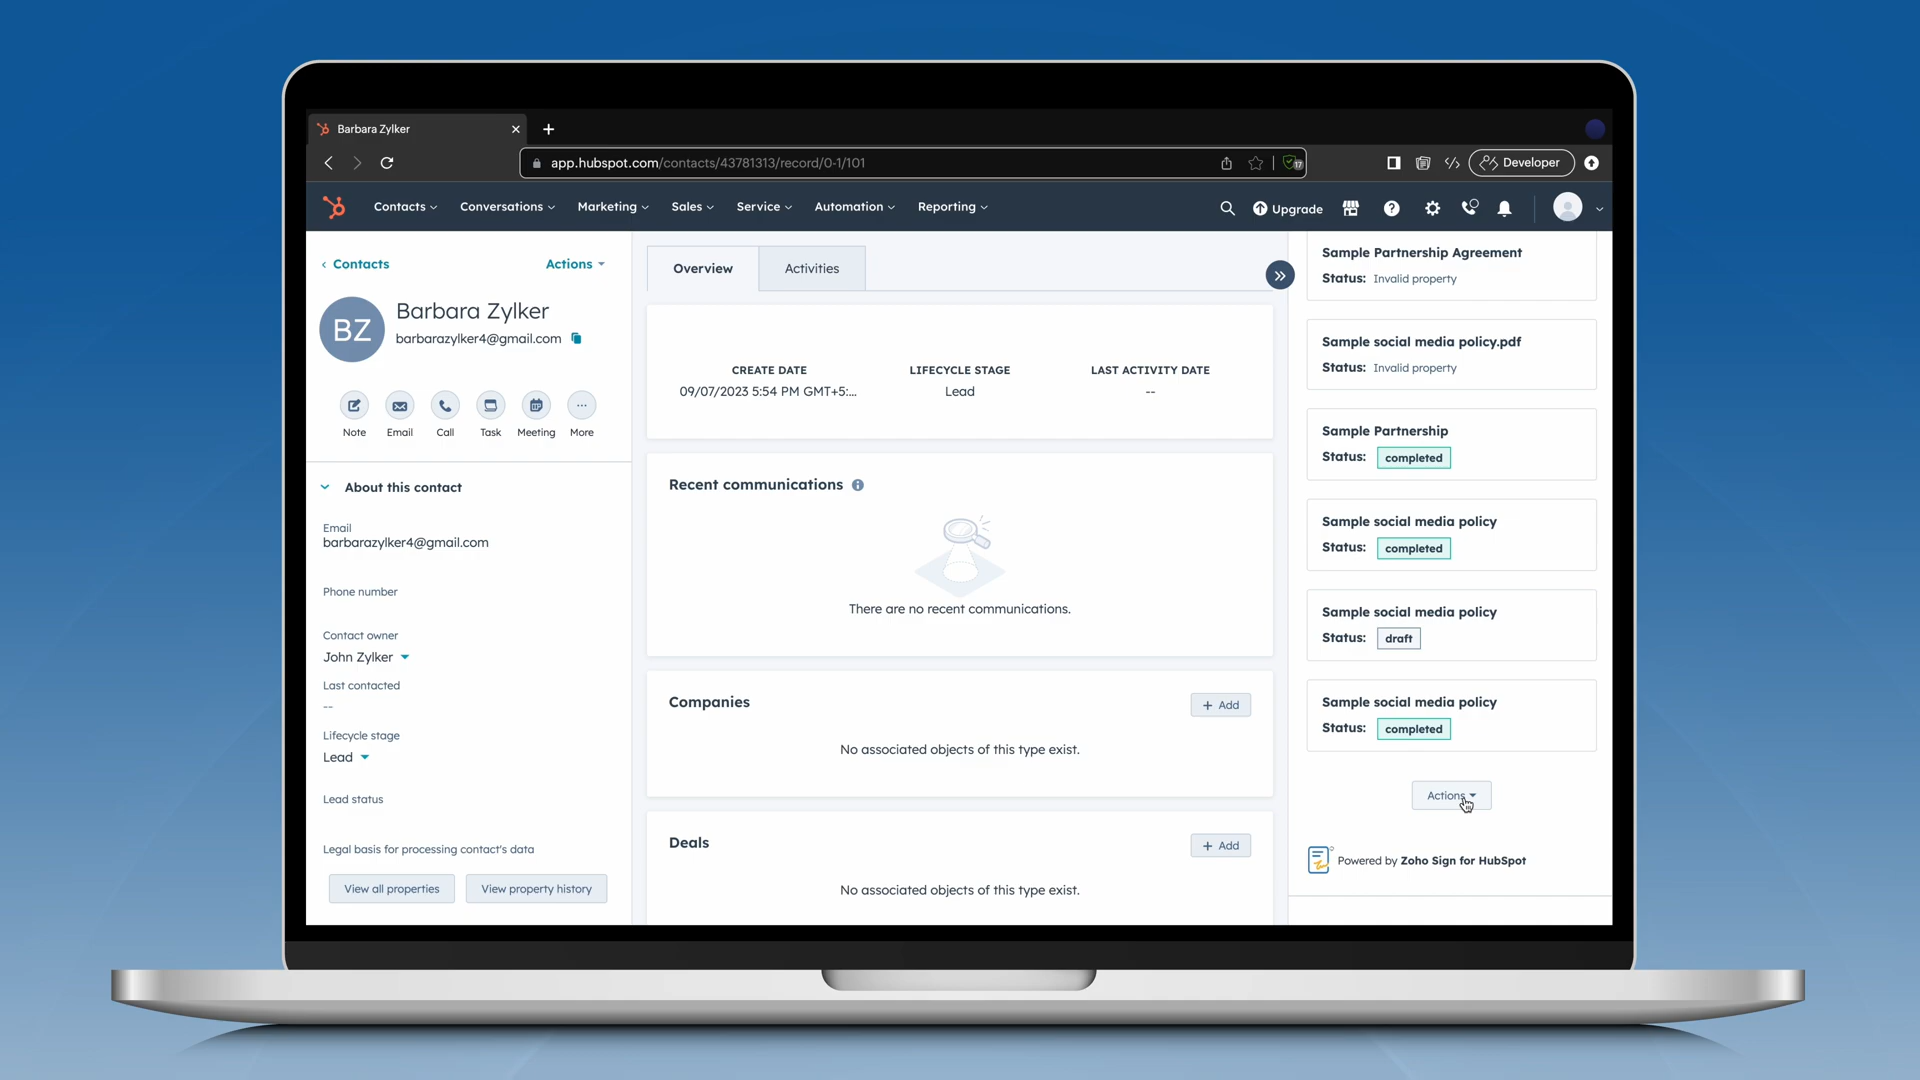 Barbara Zylker
app.hubspot.com/contacts/43781313/record/0-1/101
17
Developer
Contacts
Conversations
Marketing
Sales
Service
Automation
Reporting
Upgrade
Contacts
Actions
BZ
Barbara Zylker
barbarazylker4@gmail.com
Note
Email
Call
Task
Meeting
More
About this contact
Email
barbarazylker4@gmail.com
Phone number
Contact owner
John Zylker
Last contacted
--
Lifecycle stage
Lead
Lead status
Legal basis for processing contact's data
View all properties
View property history
Overview
Activities
CREATE DATE
09/07/2023 5:54 PM GMT+5:...
LIFECYCLE STAGE
Lead
LAST ACTIVITY DATE
--
Recent communications
There are no recent communications.
Companies
+ Add
No associated objects of this type exist.
Deals
+ Add
No associated objects of this type exist.
Sample Partnership Agreement
Status: Invalid property
Sample social media policy.pdf
Status: Invalid property
Sample Partnership
Status: completed
Sample social media policy
Status: completed
Sample social media policy
Status: draft
Sample social media policy
Status: completed
Actions
Powered by Zoho Sign for HubSpot